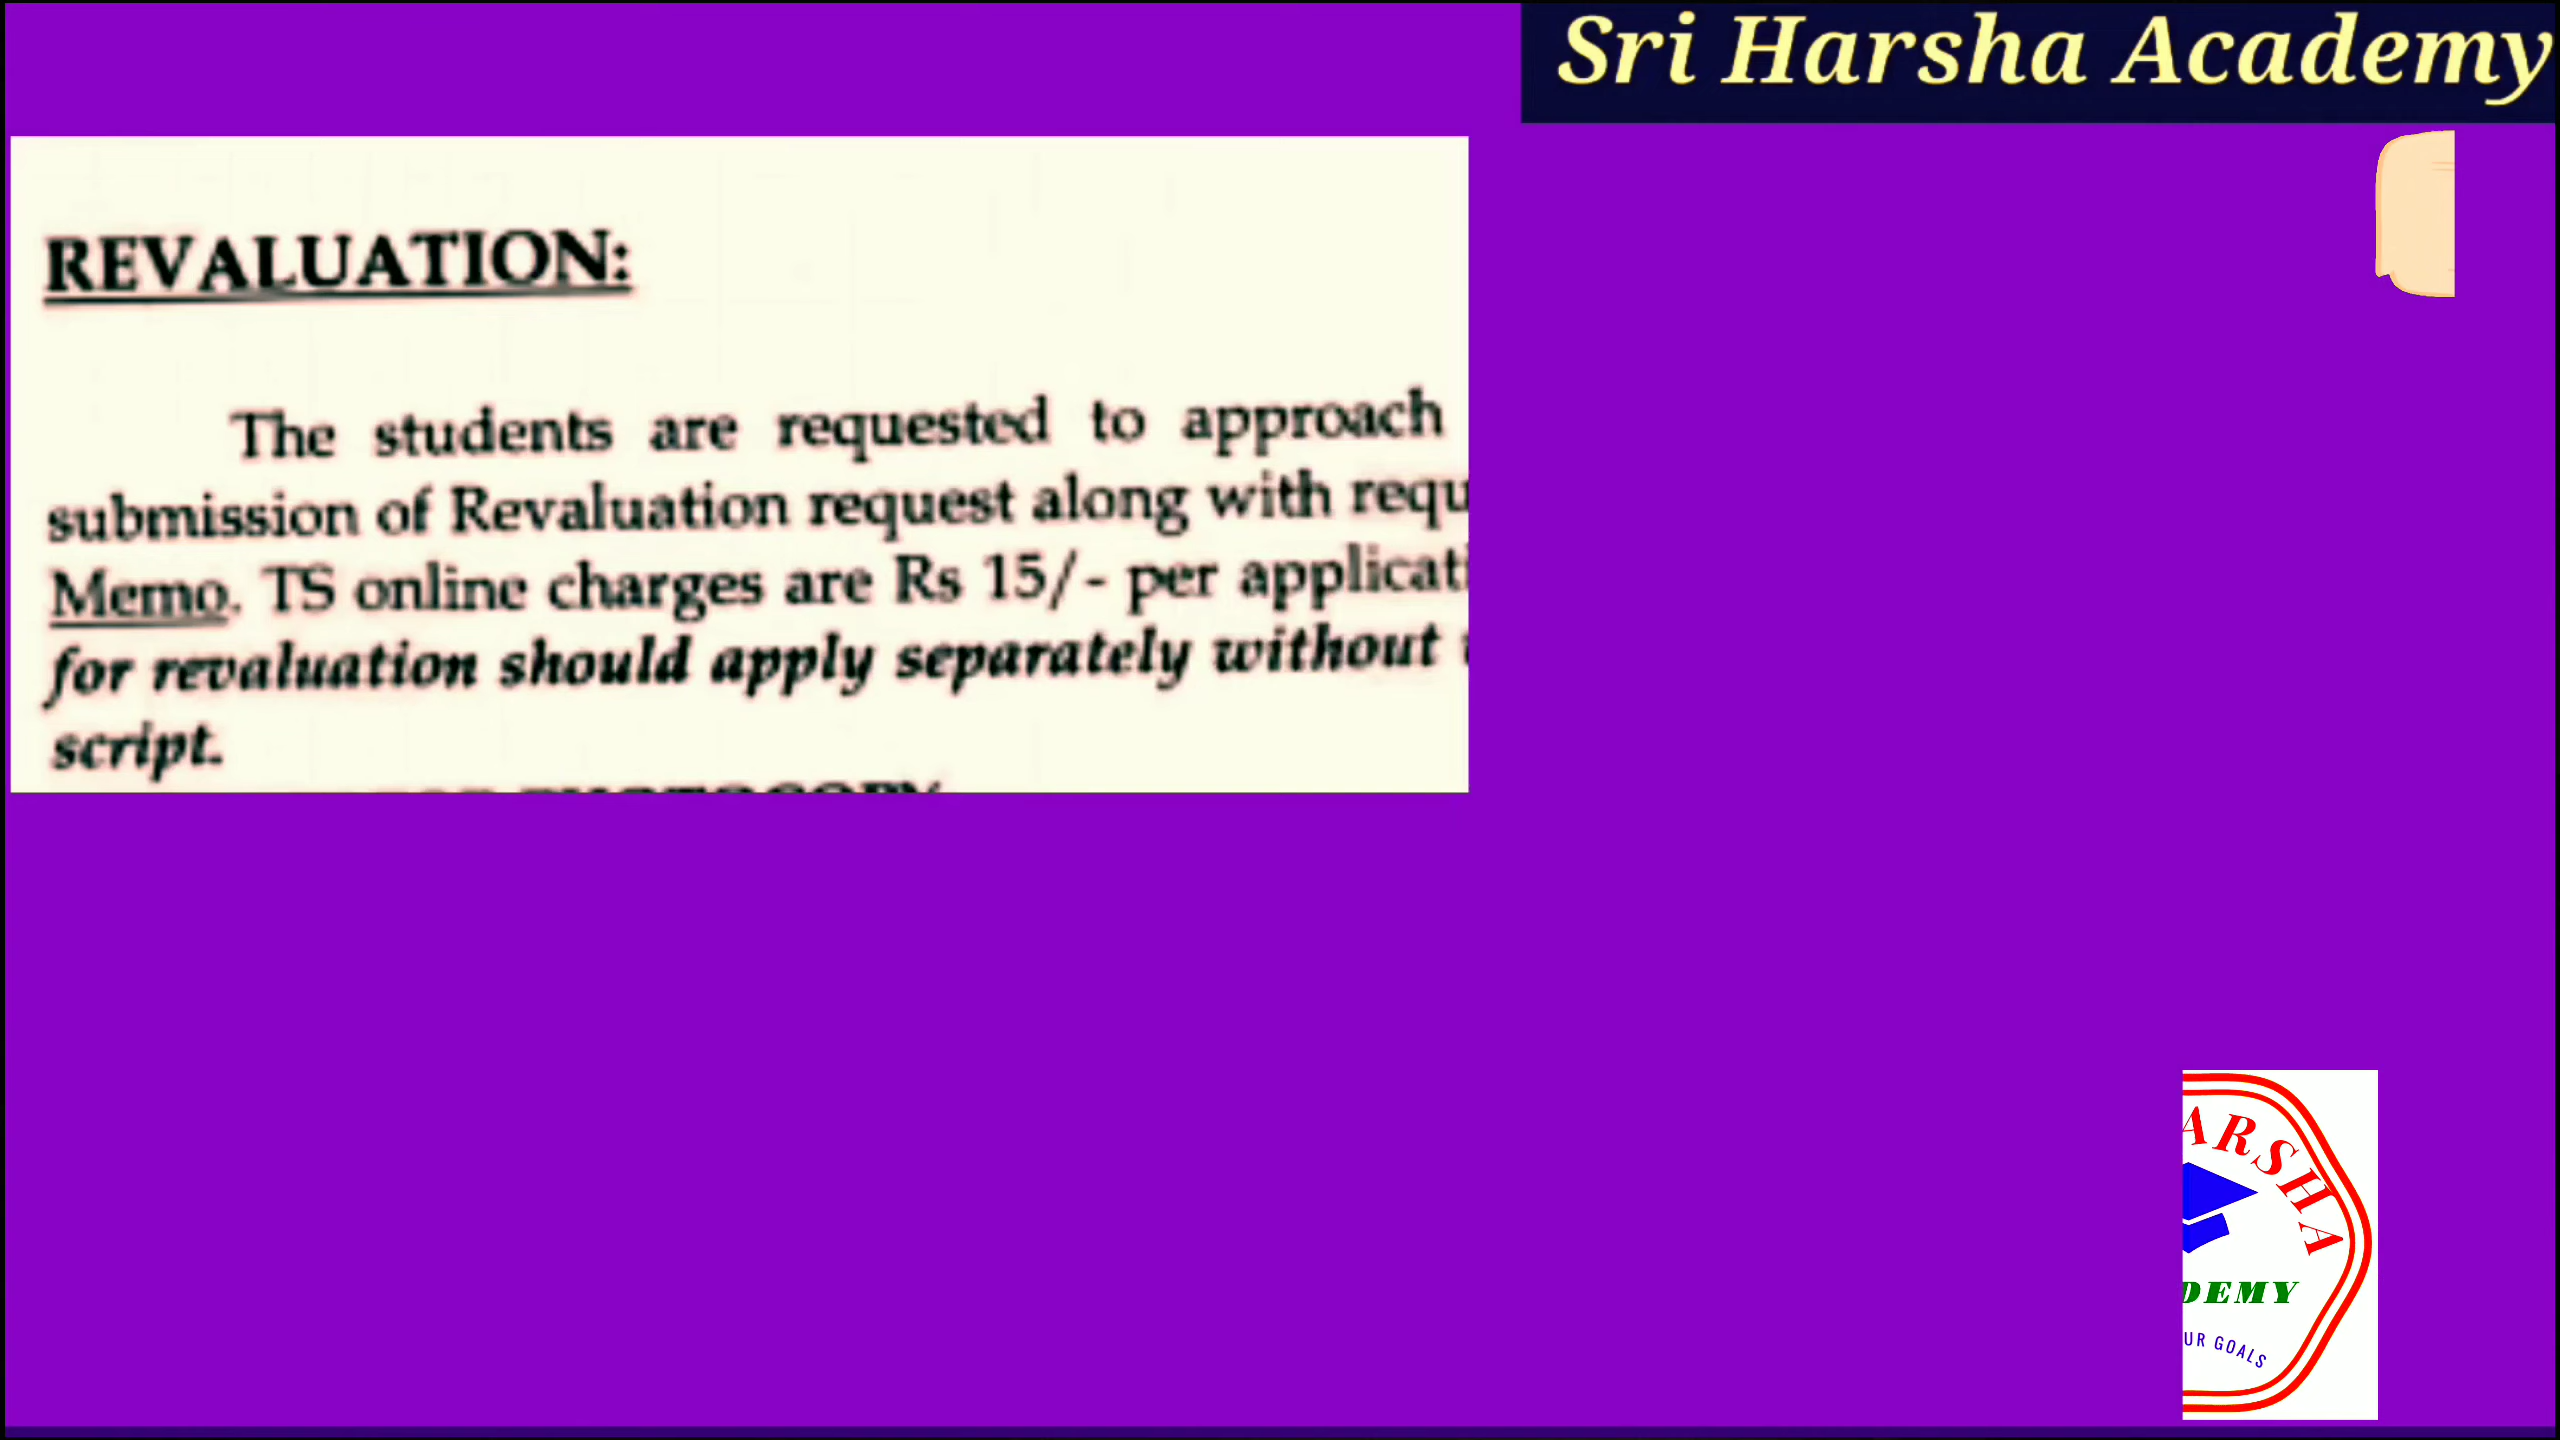 Sri Harsha Academy
REVALUATION:
The students are requested to approach
submission of Revaluation request along with requ
Memo. TS online charges are Rs 15/- per applicati
for revaluation should apply separately without
script.
ARSHA
DEMY
UR GOALS